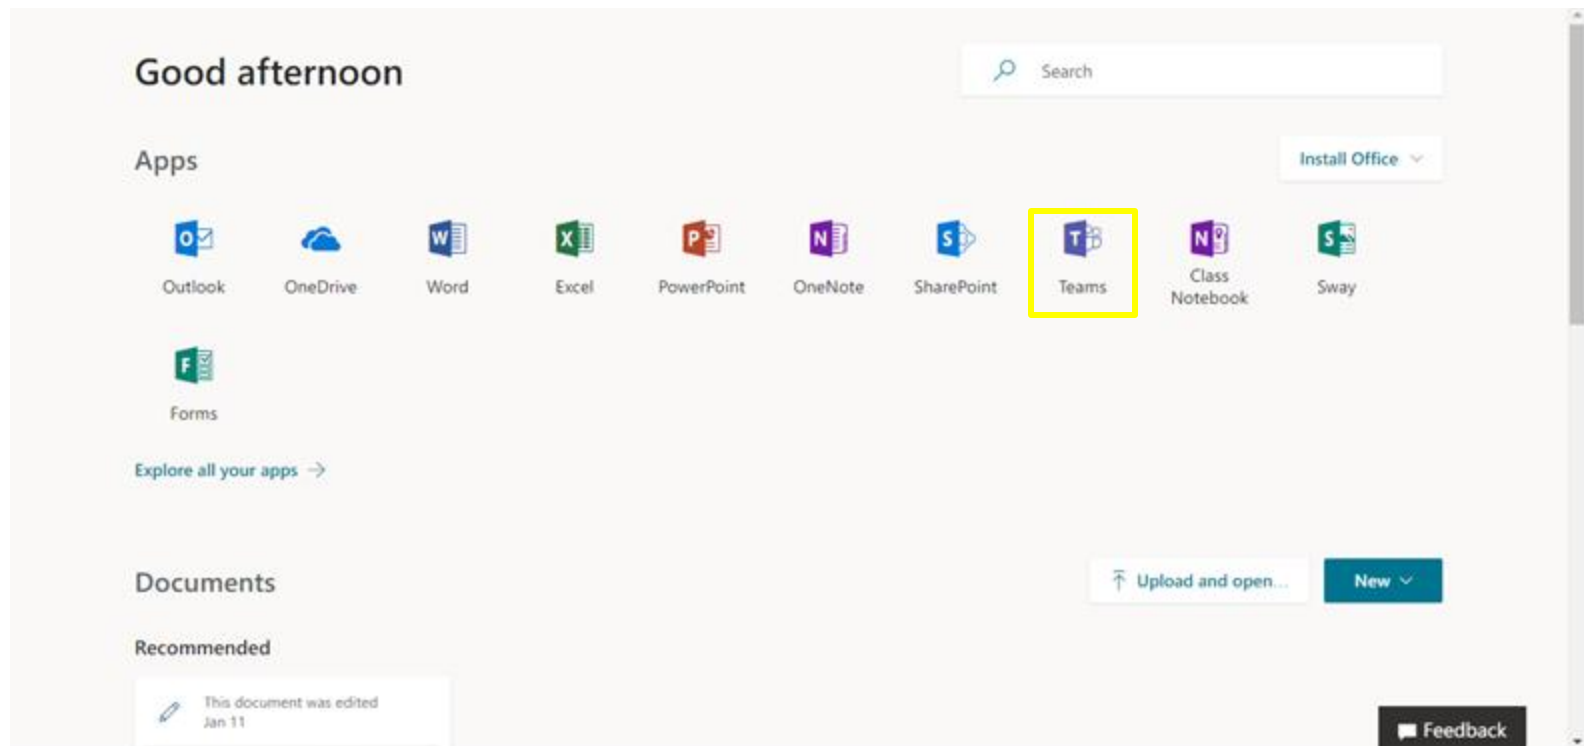 Good afternoon
Search
Apps
Install Office
Outlook
OneDrive
Word
Excel
PowerPoint
OneNote
SharePoint
Teams
Class
Notebook
Sway
Forms
Explore all your apps →
Documents
Upload and open...
New
Recommended
This document was edited
Jan 11
Feedback